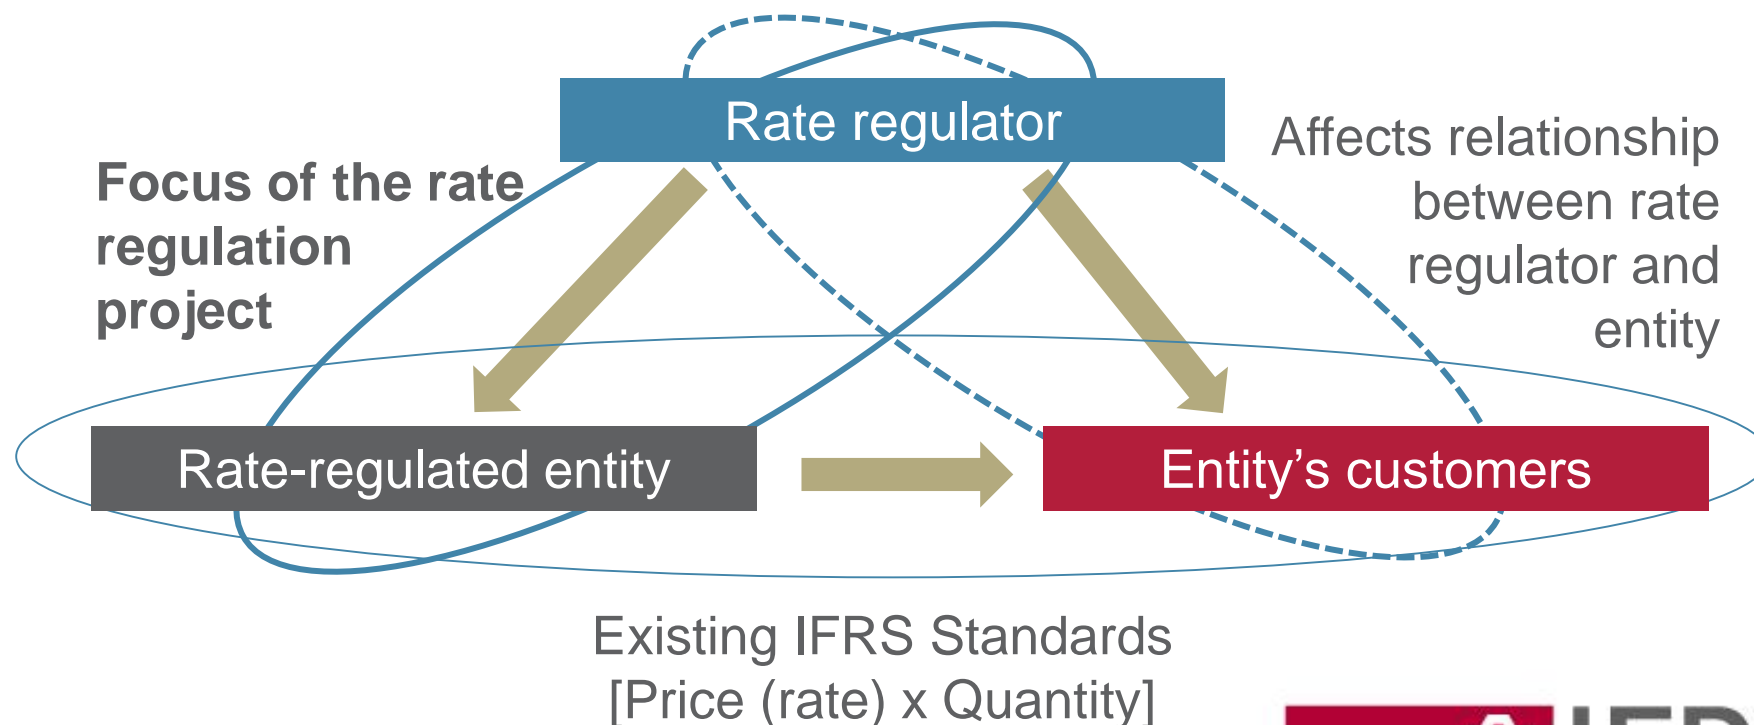 Rate regulator
Focus of the rate
regulation
project
Affects relationship
between rate
regulator and
entity
Rate-regulated entity
Entity’s customers
Existing IFRS Standards
[Price (rate) x Quantity]